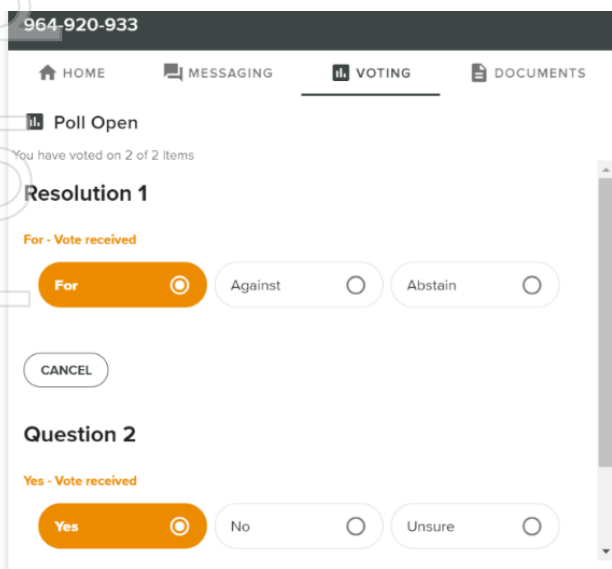 964-920-933
HOME MESSAGING VOTING DOCUMENTS
Poll Open
You have voted on 2 of 2 items
Resolution 1
For - Vote received
For Against Abstain
CANCEL
Question 2
Yes - Vote received
Yes No Unsure